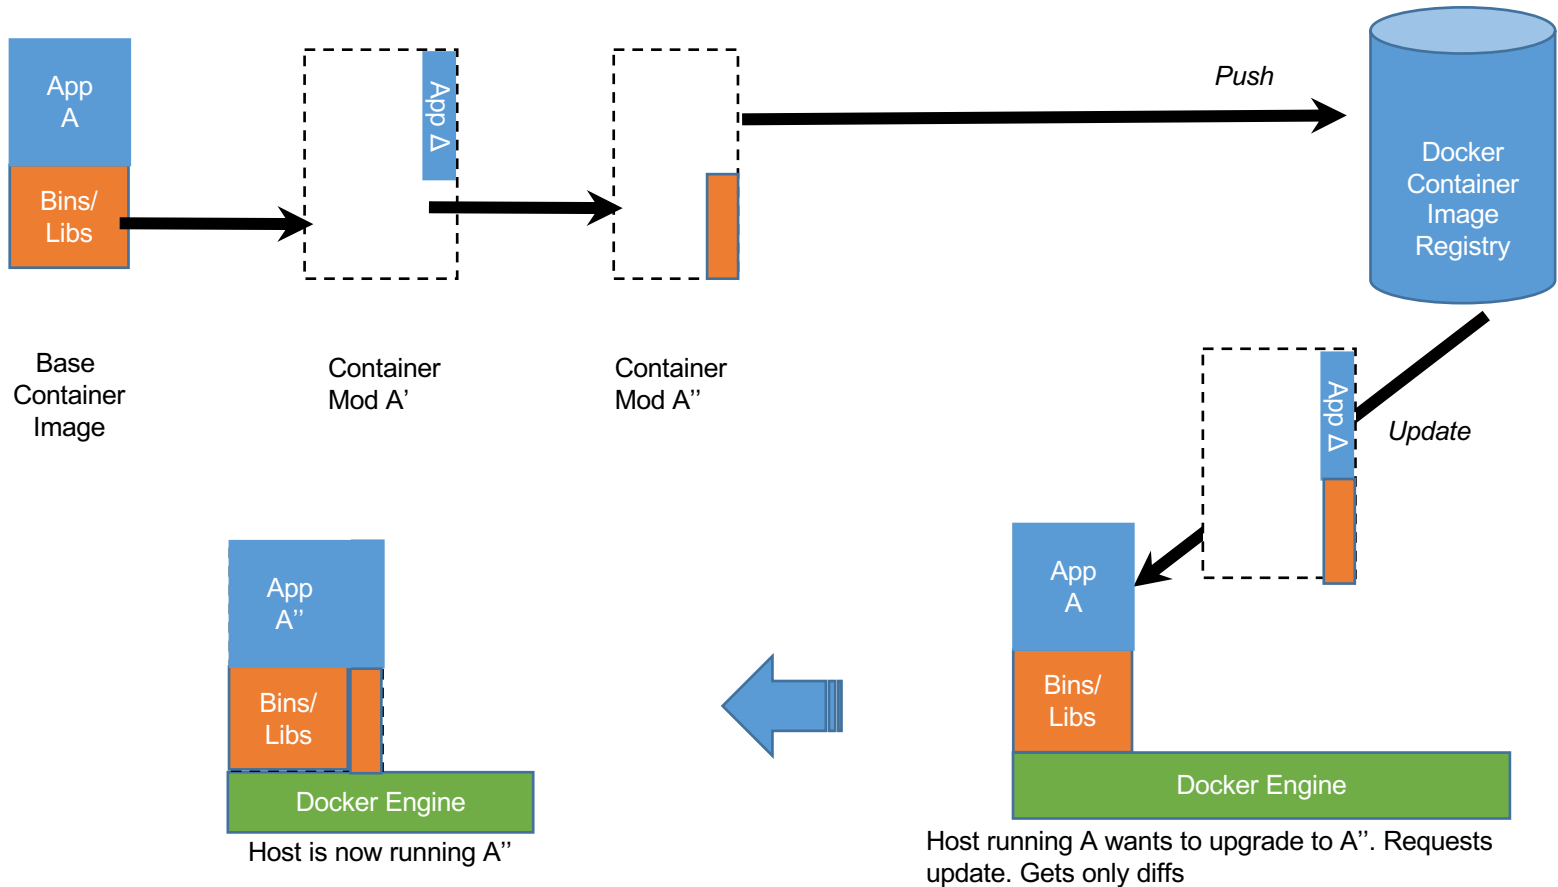 App
A
Bins/
Libs
App Δ
Push
Docker
Container
Image
Registry
Base
Container
Image
Container
Mod A’
Container
Mod A’’
App Δ
Update
App
A
Bins/
Libs
Docker Engine
Host running A wants to upgrade to A’’. Requests
update. Gets only diffs
App
A’’
Bins/
Libs
Docker Engine
Host is now running A’’